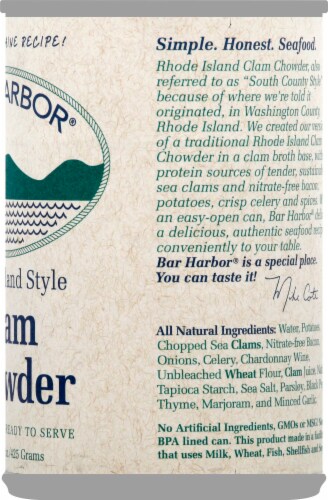 INE RECIPE!
ARBOR®
and Style
am
wder
READY TO SERVE
425 Grams
Simple. Honest. Seafood.
Rhode Island Clam Chowder, also
referred to as "South County Style"
because of where we're told it
originated, in Washington County
Rhode Island. We created our version
of a traditional Rhode Island Clam
Chowder in a clam broth base, with
protein sources of tender,
sea clams and nitrate-free bacon,
potatoes, crisp celery and spices.
an easy-open can, Bar Harbor®
a delicious, authentic seafood
conveniently to your table.
Bar Harbor® is a special place.
You can taste it!
All Natural Ingredients: Water, Potatoes,
Chopped Sea Clams, Nitrate-free Bacon,
Onions, Celery, Chardonnay Wine,
Unbleached Wheat Flour, Clam Juice,
Tapioca Starch, Sea Salt, Parsley, Black
Thyme, Marjoram, and Minced Garlic
No Artificial Ingredients, GMOs or MSG
BPA lined can. This product made in a
that uses Milk, Wheat, Fish, Shellfish and